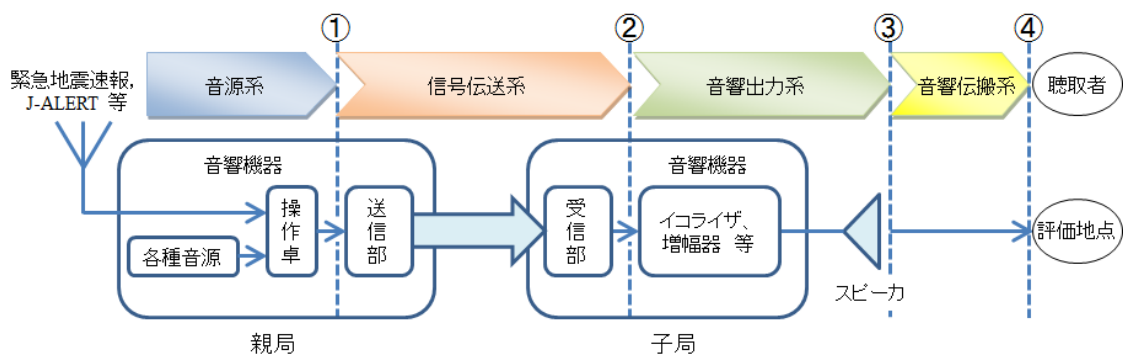 ①
②
③
④
緊急地震速報,
J-ALERT 等
音源系
信号伝送系
音響出力系
音響伝搬系
聴取者
音響機器
音響機器
操作卓
送信部
受信部
イコライザ、
増幅器 等
各種音源
評価地点
スピーカ
親局
子局